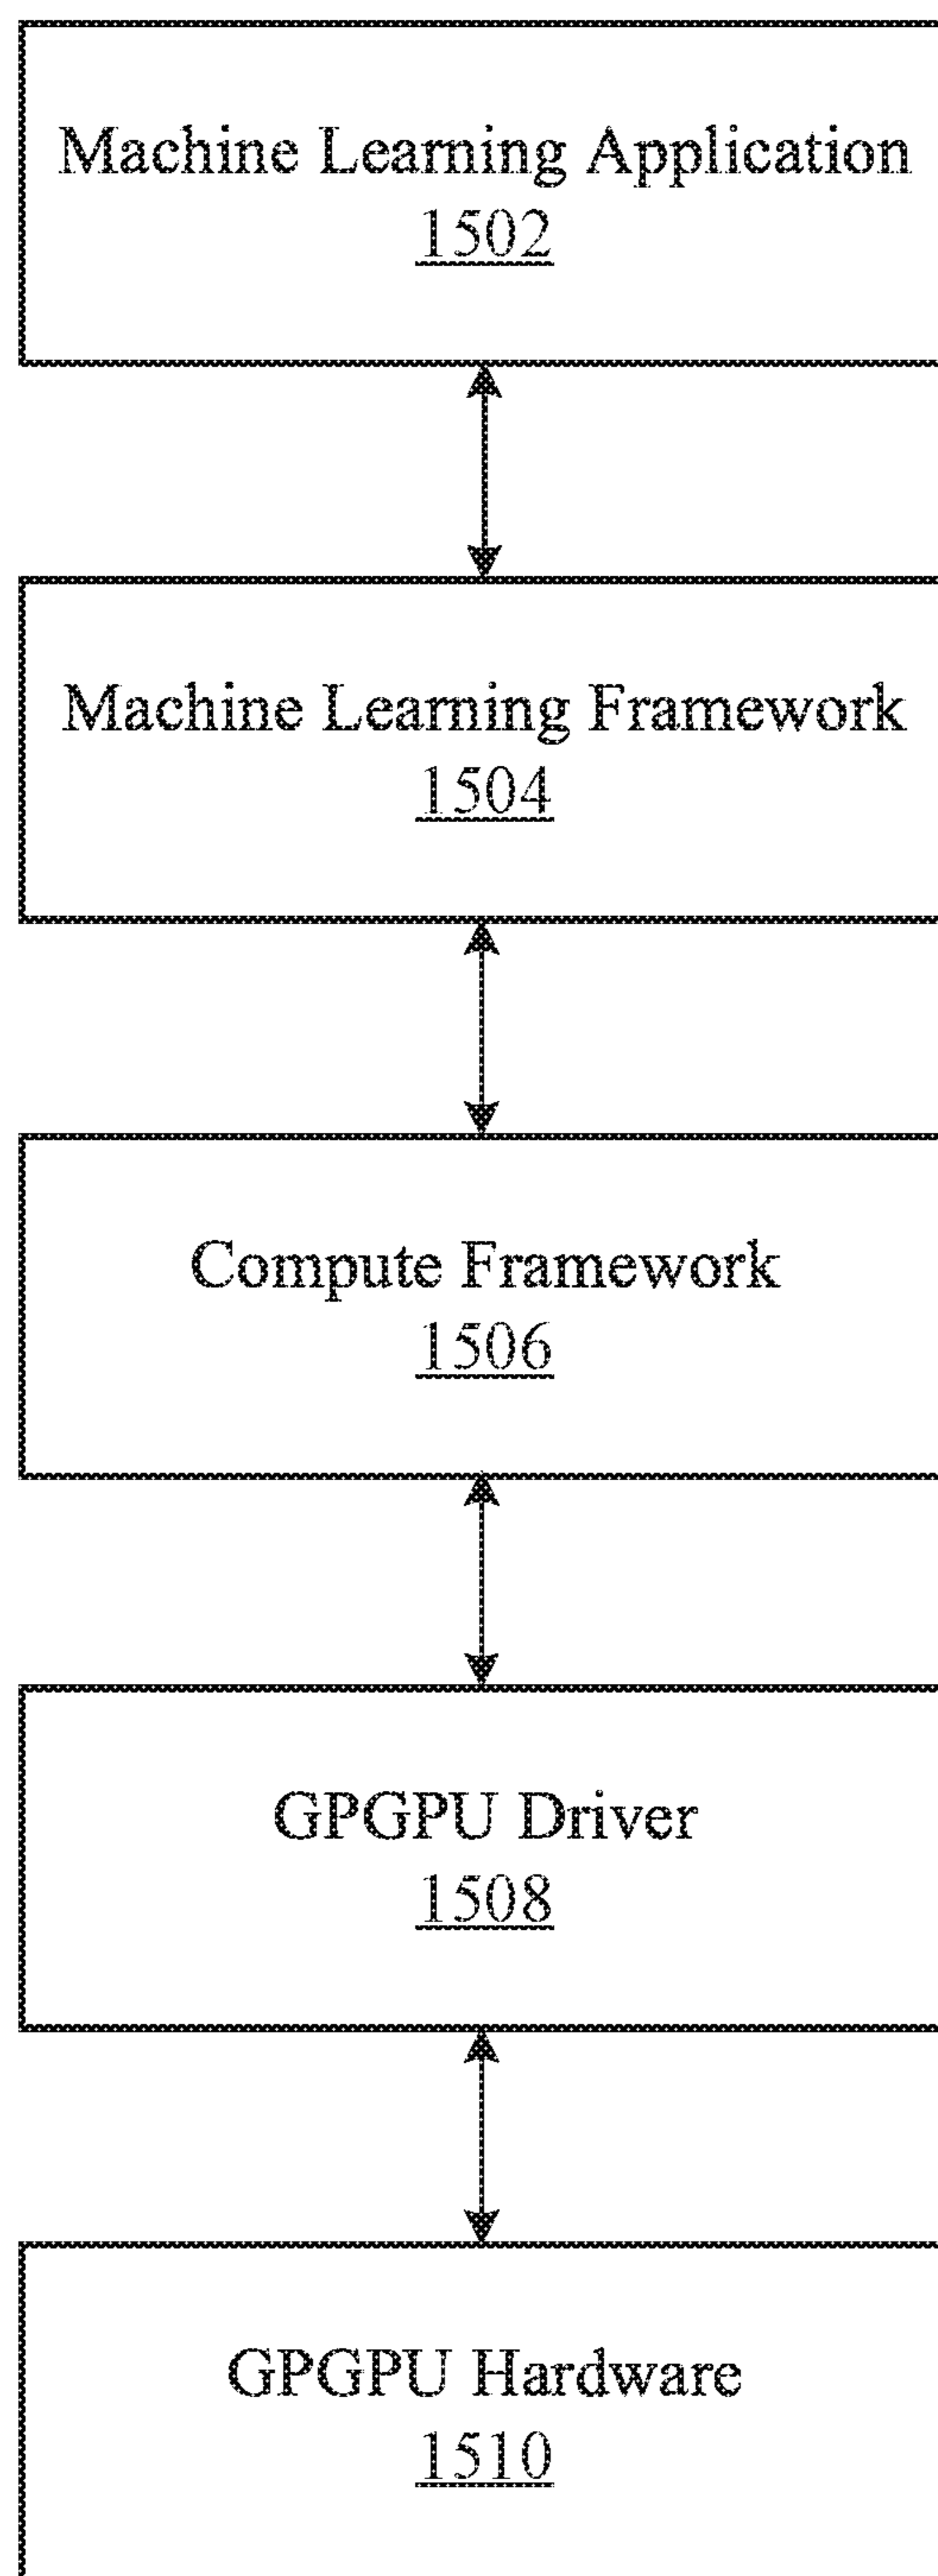 Machine Learning Application
1502
Machine Learning Framework
1504
Compute Framework
1506
GPGPU Driver
1508
GPGPU Hardware
1510